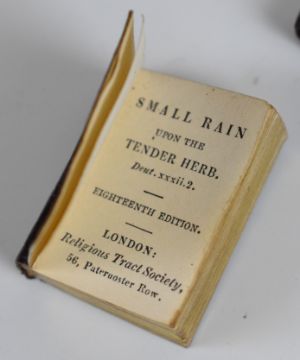 SMALL RAIN
UPON THE
TENDER HERB.
Deut. xxxii. 2.
EIGHTEENTH EDITION.
LONDON:
Religious Tract Society,
56, Paternoster Row.